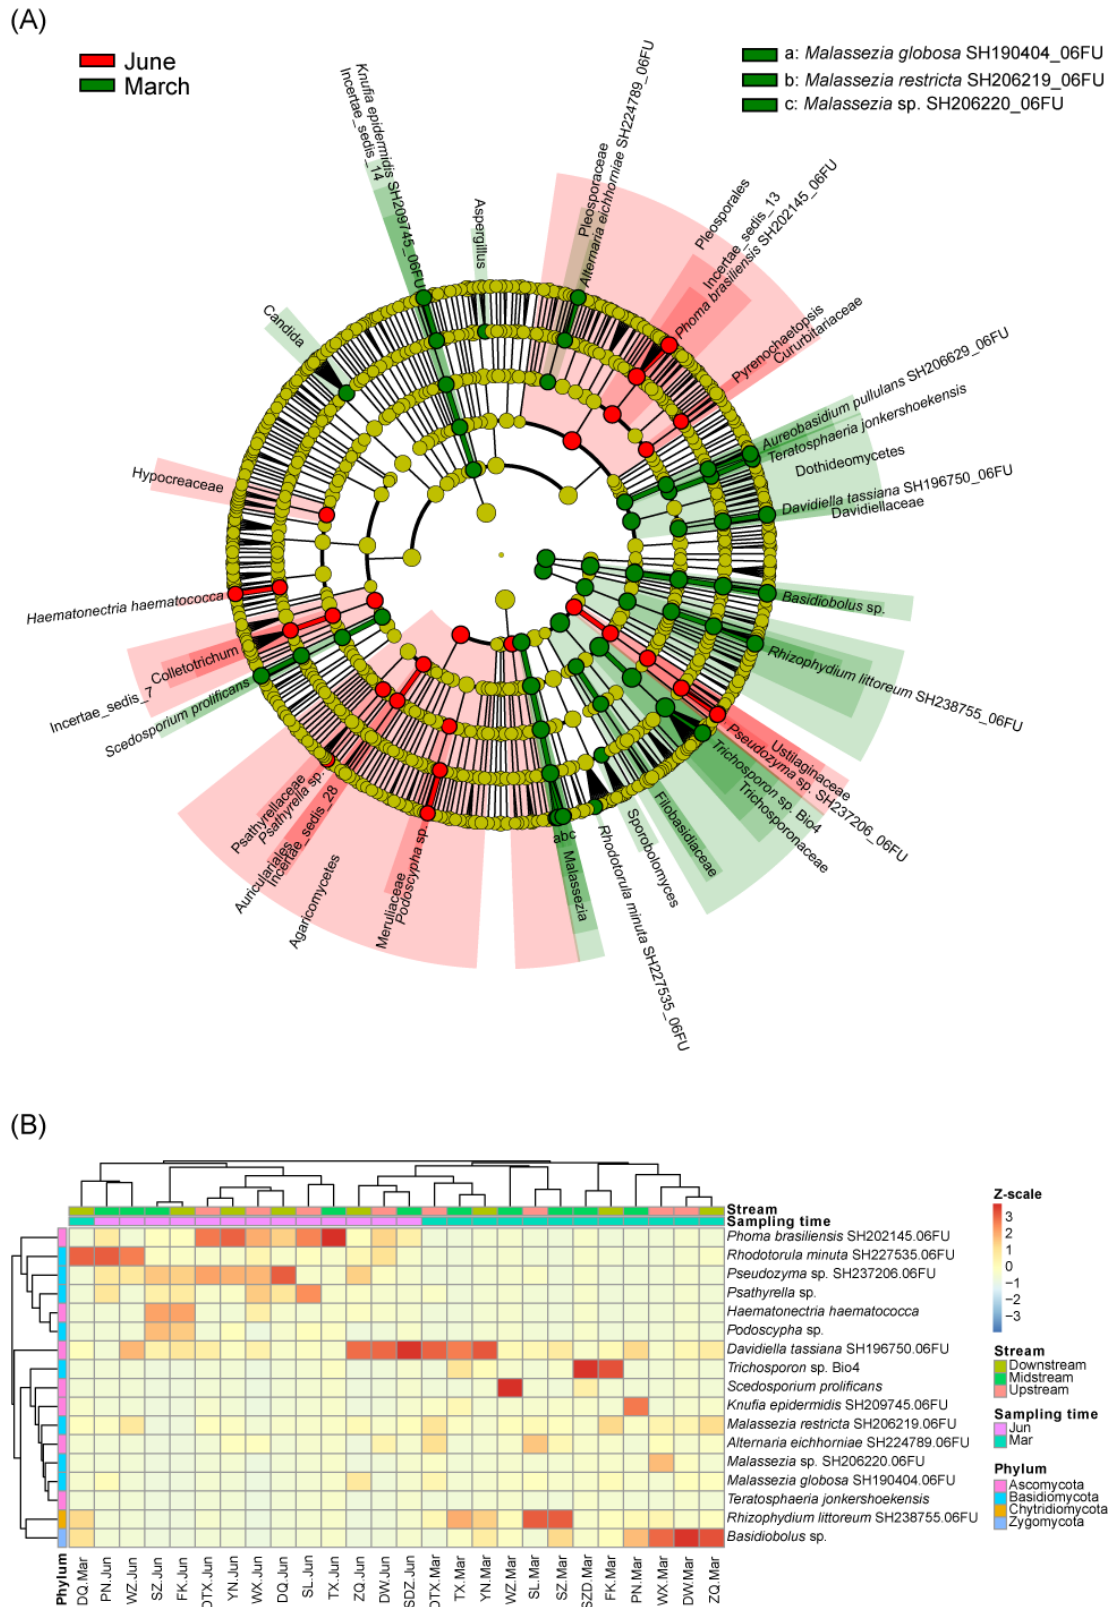 (A)
June
March
a: Malassezia globosa SH190404_06FU
b: Malassezia restricta SH206219_06FU
c: Malassezia sp. SH206220_06FU
Knufia epidermidis SH209745_06FU
Incertae_sedis_14
Aspergillus
Pleosporaceae
Alternaria eichhorniae SH224789_06FU
Pleosporales
Incertae_sedis_13
Phoma brasiliensis SH202145_06FU
Pyrenochaetopsis
Cururbitariaceae
Aureobasidium pullulans SH206629_06FU
Teratosphaeria jonkershoekensis
Dothideomycetes
Davidiella tassiana SH196750_06FU
Davidiellaceae
Basidiobolus sp.
Rhizophydium littoreum SH238755_06FU
Ustilaginaceae
Pseudozyma sp. SH237206_06FU
Trichosporon sp. Bio4
Trichosporonaceae
Filobasidiaceae
Sporobolomyces
Rhodotorula minuta SH227535_06FU
abc
Malassezia
Podoscypha sp.
Meruliaceae
Agaricomycetes
Incertae_sedis_28
Auriculariales
Psathyrella sp.
Psathyrellaceae
Scedosporium prolificans
Incertae_sedis_7
Colletotrichum
Haematonectria haematococca
Hypocreaceae
Candida
(B)
Stream
Sampling time
Phoma brasiliensis SH202145.06FU
Rhodotorula minuta SH227535.06FU
Pseudozyma sp. SH237206.06FU
Psathyrella sp.
Haematonectria haematococca
Podoscypha sp.
Davidiella tassiana SH196750.06FU
Trichosporon sp. Bio4
Scedosporium prolificans
Knufia epidermidis SH209745.06FU
Malassezia restricta SH206219.06FU
Alternaria eichhorniae SH224789.06FU
Malassezia sp. SH206220.06FU
Malassezia globosa SH190404.06FU
Teratosphaeria jonkershoekensis
Rhizophydium littoreum SH238755.06FU
Basidiobolus sp.
Phylum
DQ.Mar
PN.Jun
WZ.Jun
SZ.Jun
FK.Jun
DTX.Jun
YN.Jun
WX.Jun
DQ.Jun
SL.Jun
TX.Jun
ZQ.Jun
DW.Jun
SDZ.Jun
DTX.Mar
TX.Mar
YN.Mar
WZ.Mar
SL.Mar
SZ.Mar
SZD.Mar
FK.Mar
PN.Mar
WX.Mar
DW.Mar
ZQ.Mar
Z-scale
3
2
1
0
−1
−2
−3
Stream
Downstream
Midstream
Upstream
Sampling time
Jun
Mar
Phylum
Ascomycota
Basidiomycota
Chytridiomycota
Zygomycota